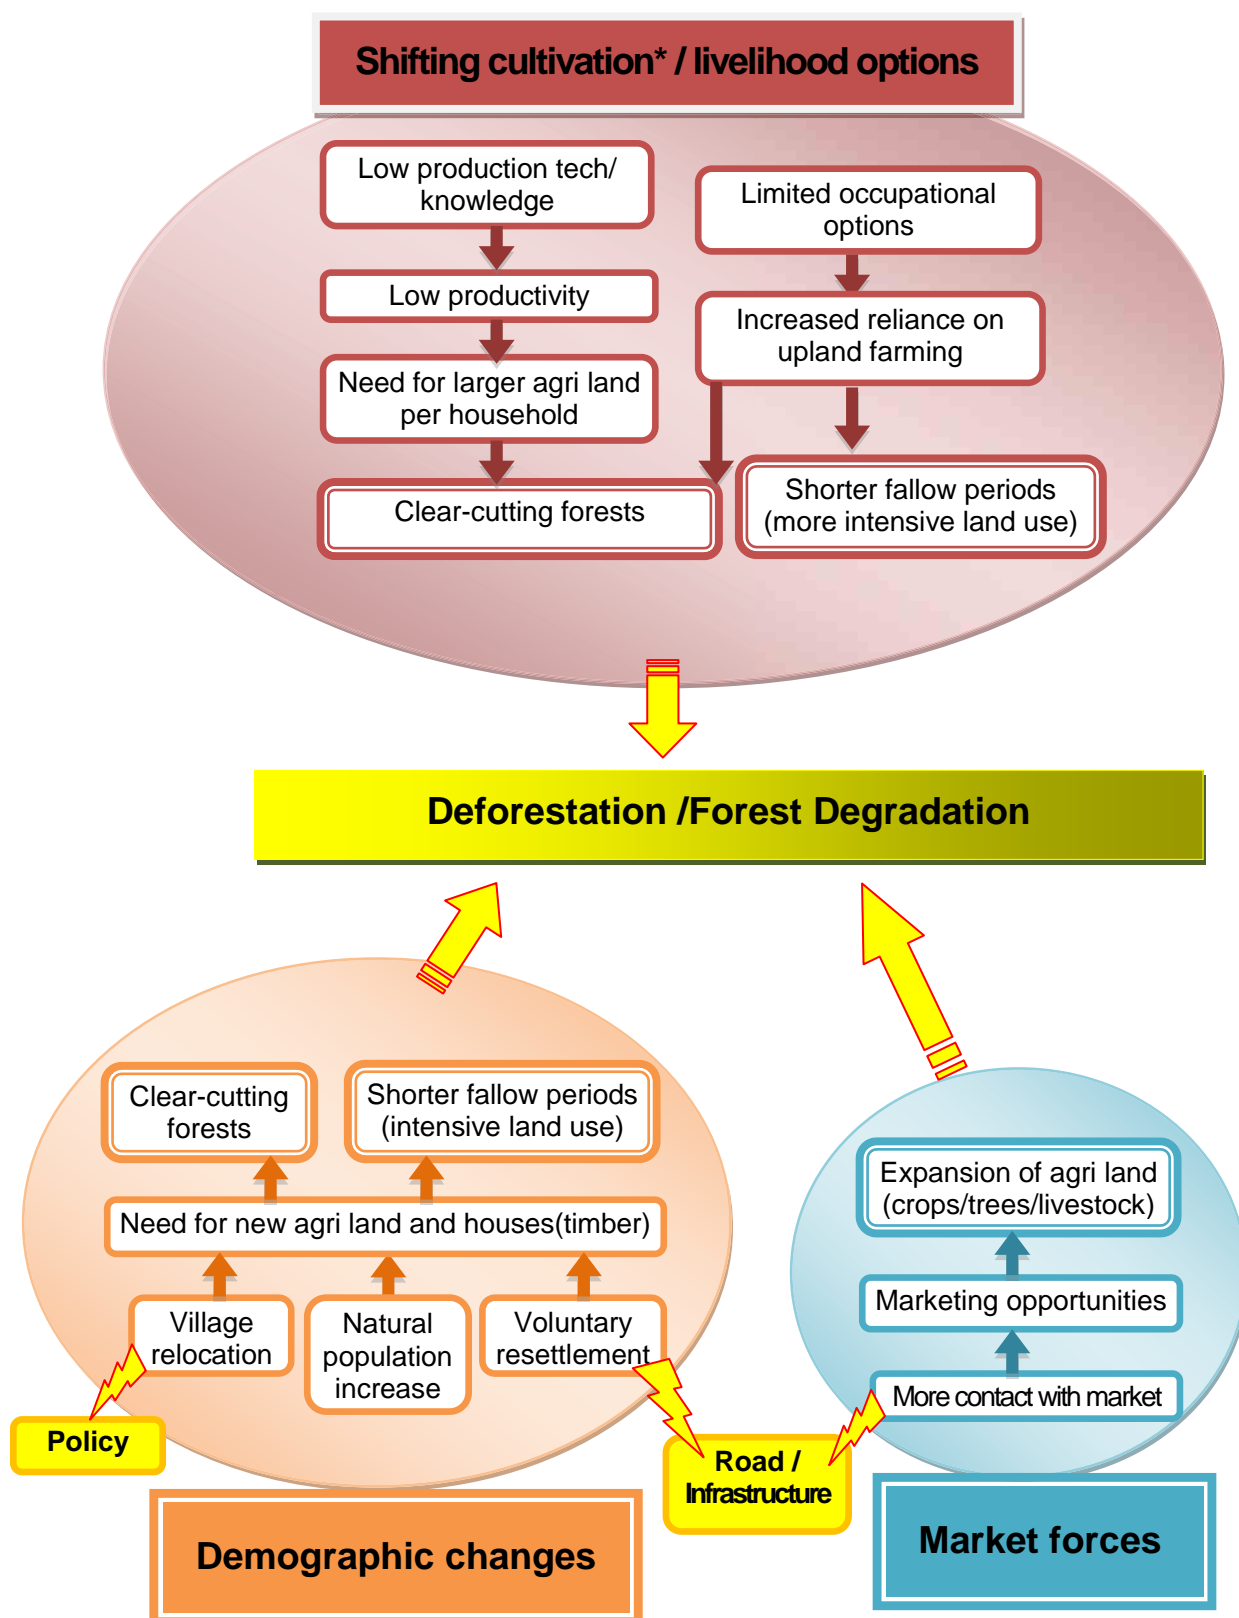 Shifting cultivation* / livelihood options
Low production tech/
knowledge
Limited occupational
options
Low productivity
Increased reliance on
upland farming
Need for larger agri land
per household
Clear-cutting forests
Shorter fallow periods
(more intensive land use)
Deforestation /Forest Degradation
Clear-cutting
forests
Shorter fallow periods
(intensive land use)
Need for new agri land and houses(timber)
Village
relocation
Natural
population
increase
Voluntary
resettlement
Policy
Expansion of agri land
(crops/trees/livestock)
Marketing opportunities
More contact with market
Road /
Infrastructure
Demographic changes
Market forces